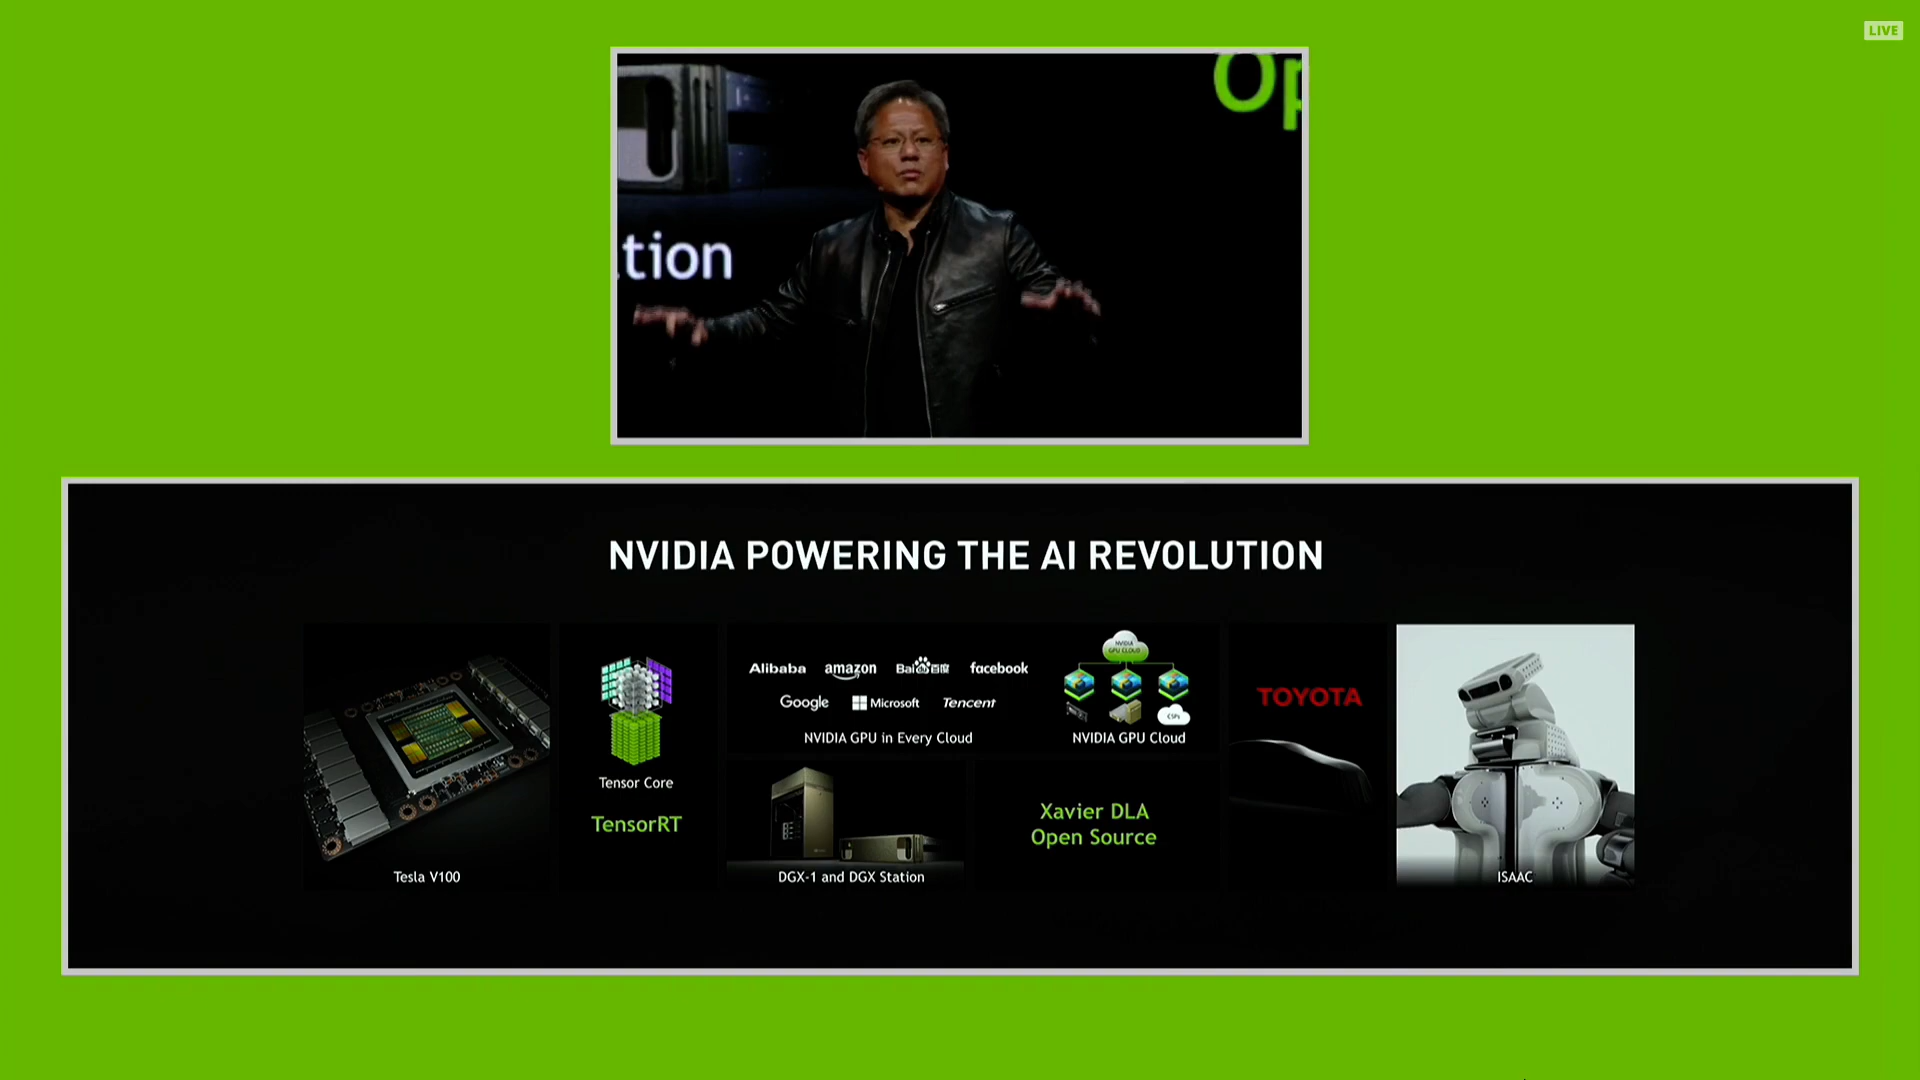 LIVE
Op
tion
NVIDIA POWERING THE AI REVOLUTION
Tesla V100
Tensor Core
TensorRT
Alibaba amazon Bai百度 facebook
Google Microsoft Tencent
NVIDIA GPU in Every Cloud
NVIDIA
GPU CLOUD
CSPs
NVIDIA GPU Cloud
DGX-1 and DGX Station
Xavier DLA
Open Source
TOYOTA
ISAAC